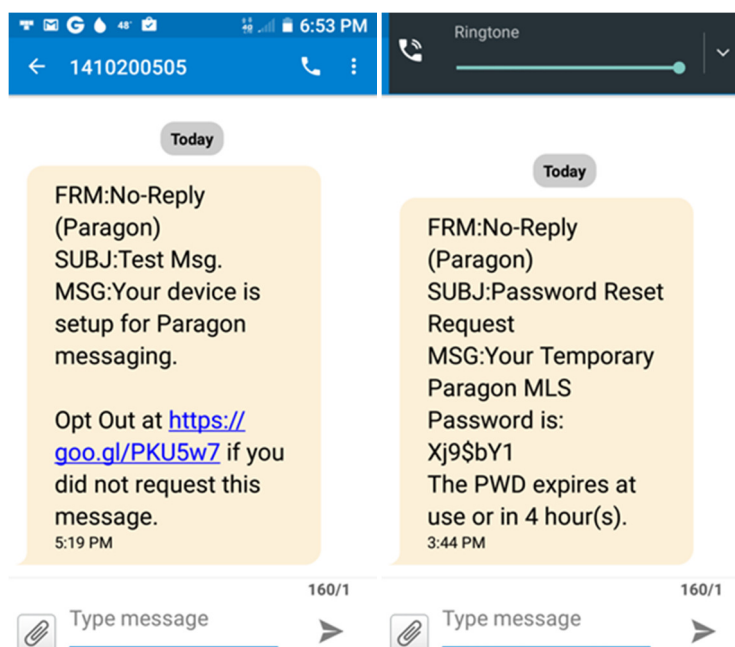 48°
4G
6:53 PM
1410200505
Today
FRM:No-Reply
(Paragon)
SUBJ:Test Msg.
MSG:Your device is
setup for Paragon
messaging.
Opt Out at https://
goo.gl/PKU5w7 if you
did not request this
message.
5:19 PM
160/1
Type message
Ringtone
Today
FRM:No-Reply
(Paragon)
SUBJ:Password Reset
Request
MSG:Your Temporary
Paragon MLS
Password is:
Xj9$bY1
The PWD expires at
use or in 4 hour(s).
3:44 PM
160/1
Type message